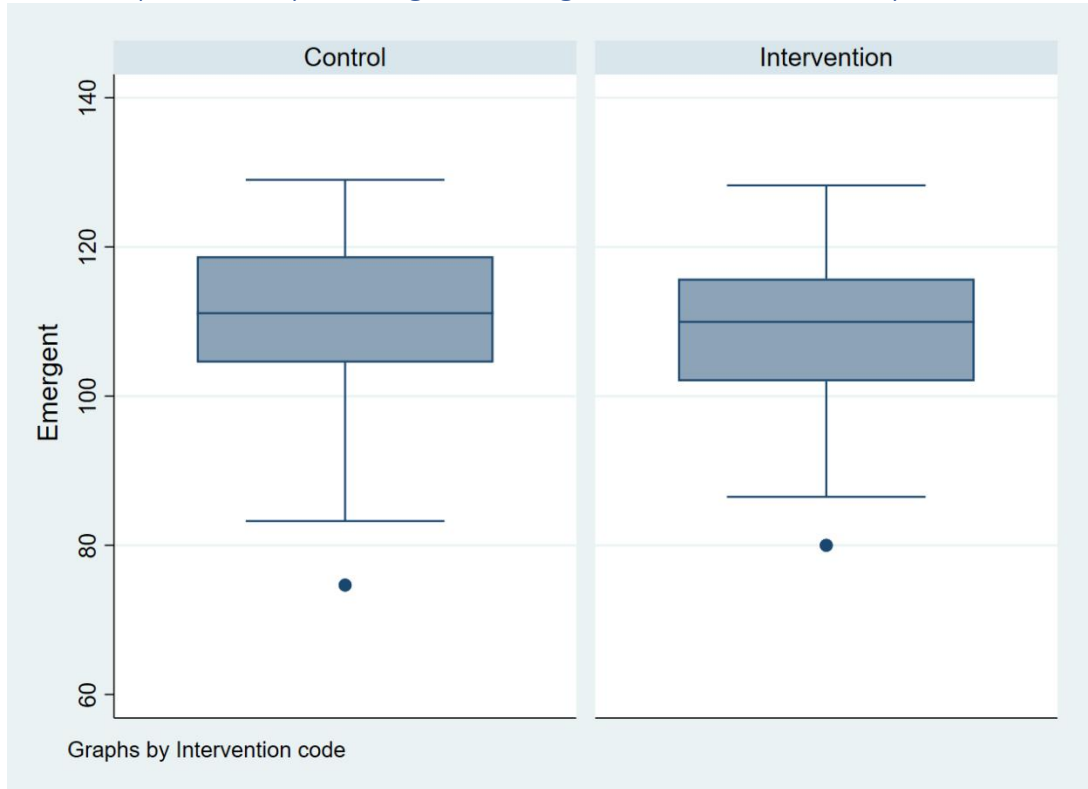 Control
Intervention
Emergent
140
120
100
80
60
Graphs by Intervention code